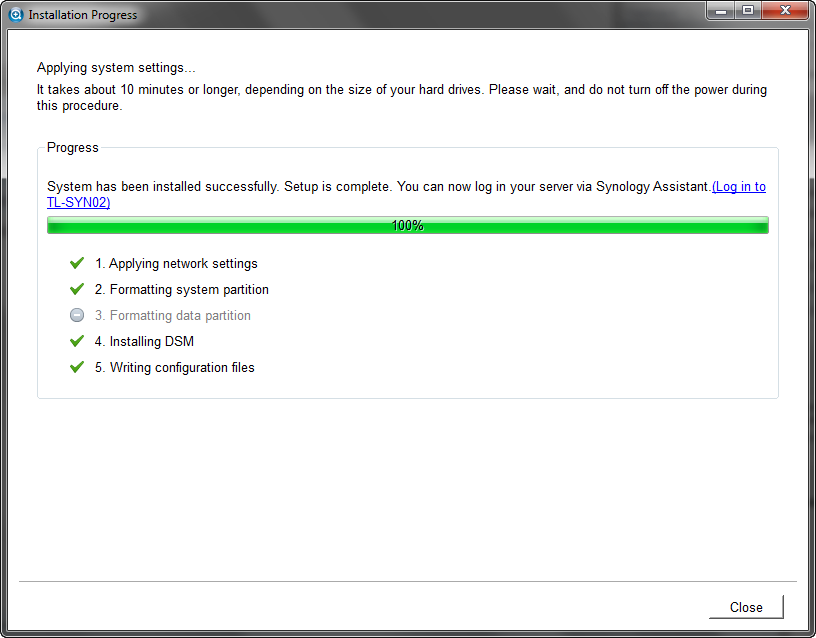 Installation Progress
Applying system settings...
It takes about 10 minutes or longer, depending on the size of your hard drives. Please wait, and do not turn off the power during
this procedure.
Progress
System has been installed successfully. Setup is complete. You can now log in your server via Synology Assistant.(Log in to
TL-SYN02)
100%
1. Applying network settings
2. Formatting system partition
3. Formatting data partition
4. Installing DSM
5. Writing configuration files
Close